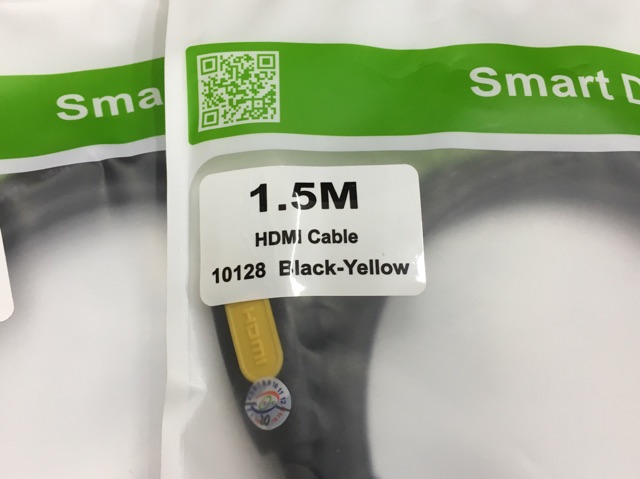 Sma
Smart D
1.5M
HDMI Cable
10128 Black-Yellow
HDMI